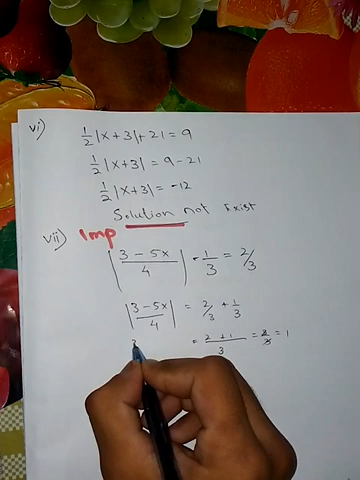 vi)
1/2 |x+3| + 21 = 9
1/2 |x+3| = 9 - 21
1/2 |x+3| = -12
Solution not Exist
vii) Imp
|3 - 5x / 4| - 1/3 = 2/3
|3 - 5x / 4| = 2/3 + 1/3
= 2 + 1 / 3 = 3/3 = 1